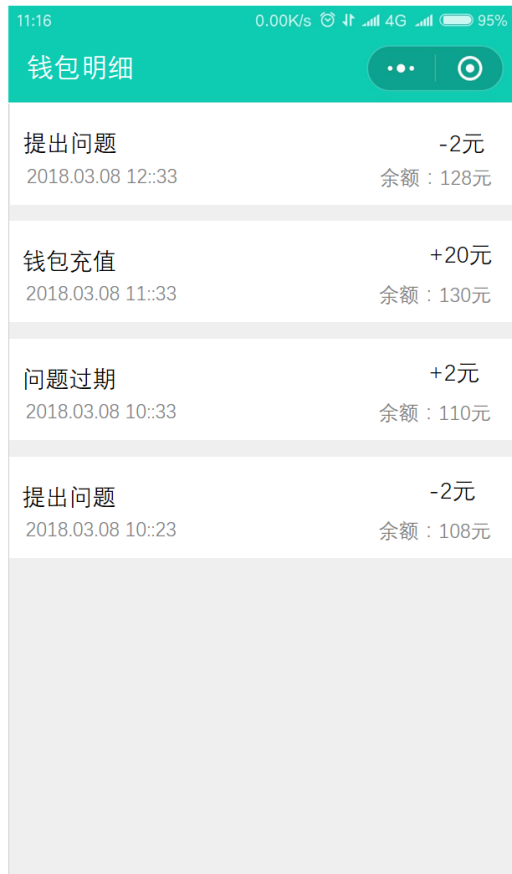 11:16 0.00K/s 4G 95%
钱包明细
提出问题 -2元
2018.03.08 12::33 余额：128元
钱包充值 +20元
2018.03.08 11::33 余额：130元
问题过期 +2元
2018.03.08 10::33 余额：110元
提出问题 -2元
2018.03.08 10::23 余额：108元